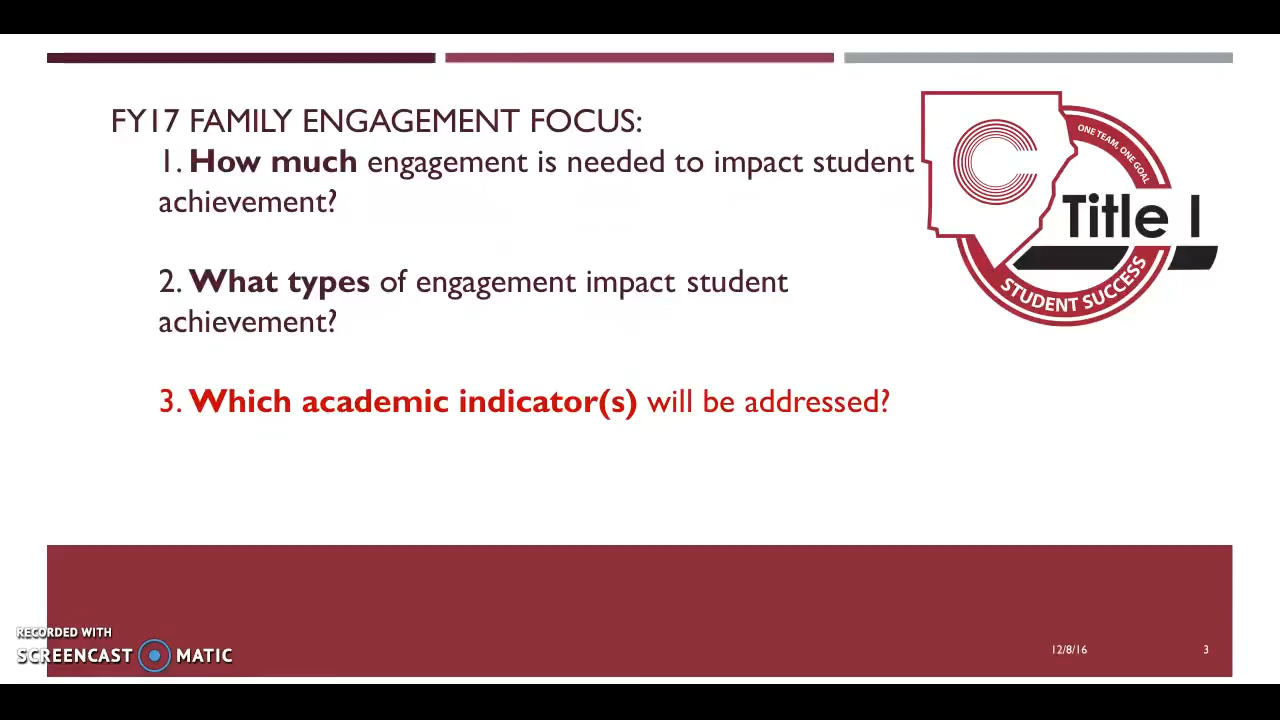 FY17 FAMILY ENGAGEMENT FOCUS:
1. How much engagement is needed to impact student
achievement?
2. What types of engagement impact student
achievement?
3. Which academic indicator(s) will be addressed?
C
ONE TEAM, ONE GOAL
Title I
STUDENT SUCCESS
RECORDED WITH
SCREENCAST MATIC
12/8/16
3